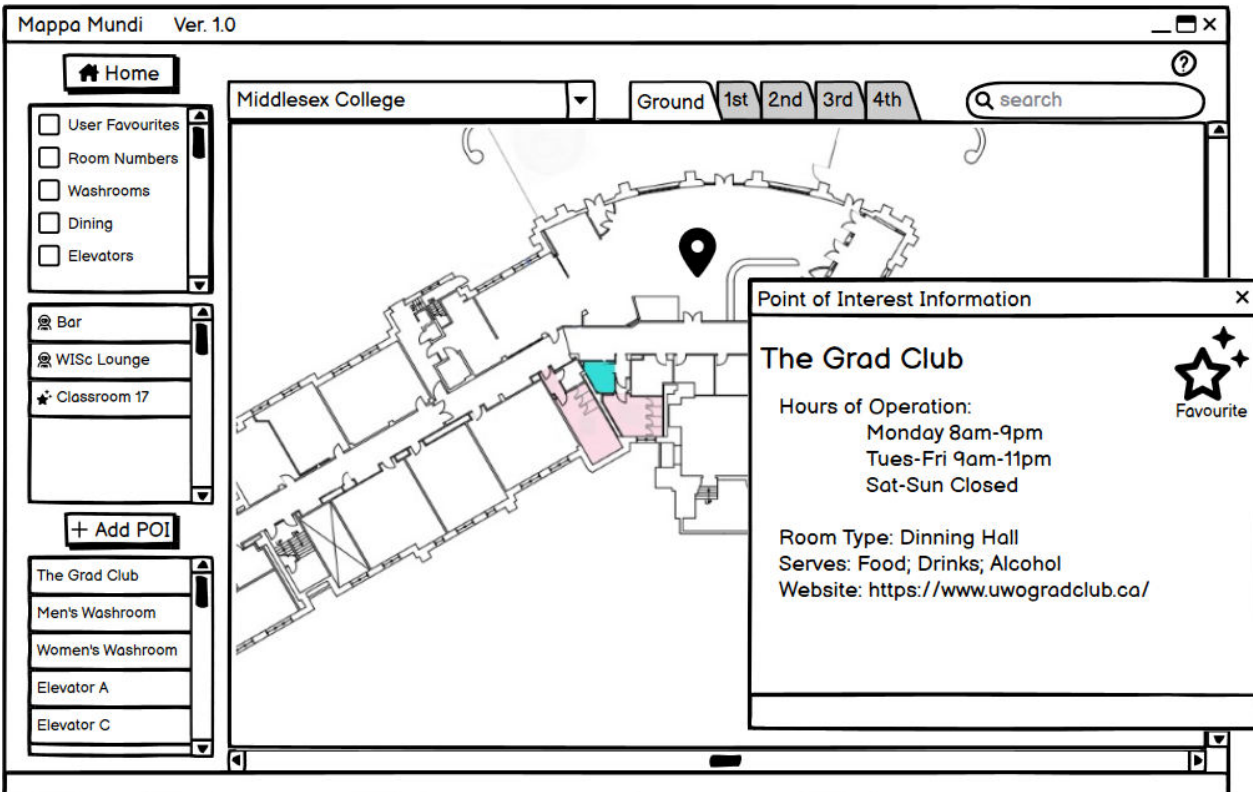 Mappa Mundi Ver. 1.0
Home
Middlesex College
Ground 1st 2nd 3rd 4th
search
User Favourites
Room Numbers
Washrooms
Dining
Elevators
Bar
WISc Lounge
Classroom 17
+ Add POI
The Grad Club
Men's Washroom
Women's Washroom
Elevator A
Elevator C
Point of Interest Information
The Grad Club
Favourite
Hours of Operation:
Monday 8am-9pm
Tues-Fri 9am-11pm
Sat-Sun Closed
Room Type: Dinning Hall
Serves: Food; Drinks; Alcohol
Website: https://www.uwogradclub.ca/